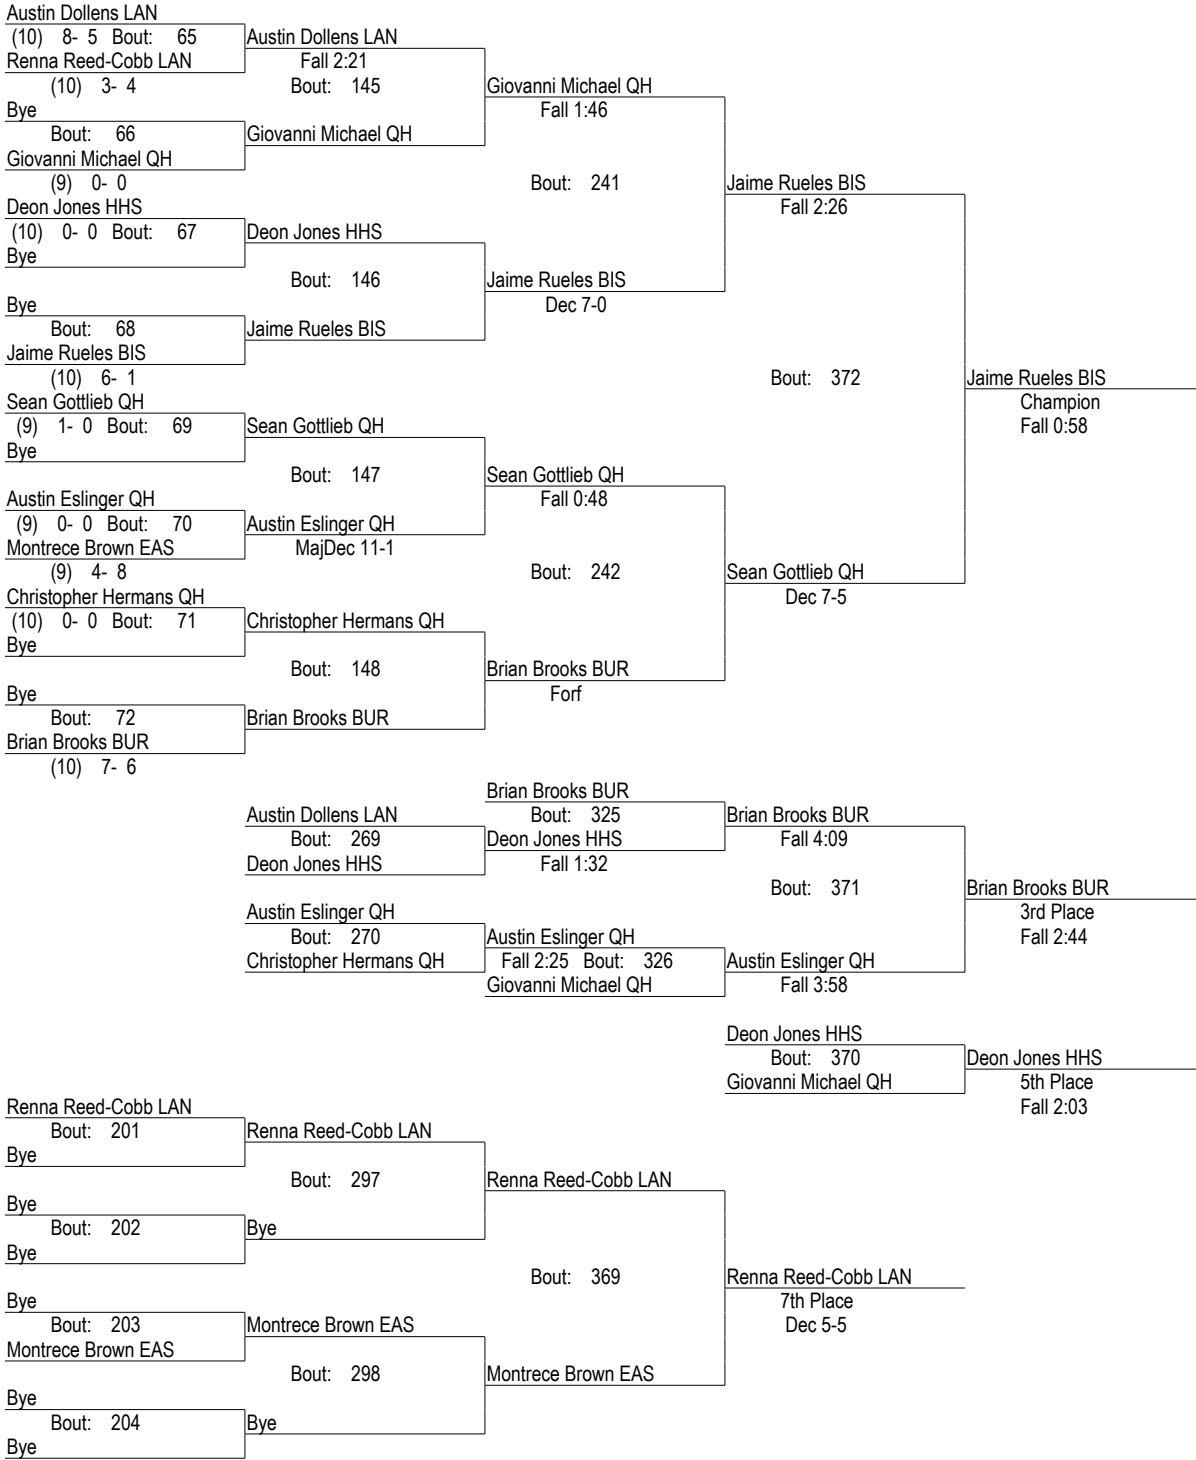 Austin Dollens LAN
(10) 8- 5 Bout: 65
Renna Reed-Cobb LAN
(10) 3- 4
Bye
Bout: 66
Giovanni Michael QH
(9) 0- 0
Deon Jones HHS
(10) 0- 0 Bout: 67
Bye
Bye
Bout: 68
Jaime Rueles BIS
(10) 6- 1
Sean Gottlieb QH
(9) 1- 0 Bout: 69
Bye
Austin Eslinger QH
(9) 0- 0 Bout: 70
Montrece Brown EAS
(9) 4- 8
Christopher Hermans QH
(10) 0- 0 Bout: 71
Bye
Bye
Bout: 72
Brian Brooks BUR
(10) 7- 6
Austin Dollens LAN
Fall 2:21
Bout: 145
Giovanni Michael QH
Deon Jones HHS
Bout: 146
Jaime Rueles BIS
Sean Gottlieb QH
Bout: 147
Austin Eslinger QH
MajDec 11-1
Christopher Hermans QH
Bout: 148
Brian Brooks BUR
Giovanni Michael QH
Fall 1:46
Bout: 241
Jaime Rueles BIS
Dec 7-0
Sean Gottlieb QH
Fall 0:48
Bout: 242
Brian Brooks BUR
Forf
Jaime Rueles BIS
Fall 2:26
Bout: 372
Sean Gottlieb QH
Dec 7-5
Jaime Rueles BIS
Champion
Fall 0:58
Austin Dollens LAN
Bout: 269
Deon Jones HHS
Austin Eslinger QH
Bout: 270
Christopher Hermans QH
Brian Brooks BUR
Bout: 325
Deon Jones HHS
Fall 1:32
Austin Eslinger QH
Fall 2:25 Bout: 326
Giovanni Michael QH
Brian Brooks BUR
Fall 4:09
Bout: 371
Austin Eslinger QH
Fall 3:58
Brian Brooks BUR
3rd Place
Fall 2:44
Deon Jones HHS
Bout: 370
Giovanni Michael QH
Deon Jones HHS
5th Place
Fall 2:03
Renna Reed-Cobb LAN
Bout: 201
Bye
Bye
Bout: 202
Bye
Bye
Bout: 203
Montrece Brown EAS
Bye
Bout: 204
Bye
Renna Reed-Cobb LAN
Bout: 297
Bye
Montrece Brown EAS
Bout: 298
Bye
Renna Reed-Cobb LAN
Bout: 369
Montrece Brown EAS
Renna Reed-Cobb LAN
7th Place
Dec 5-5